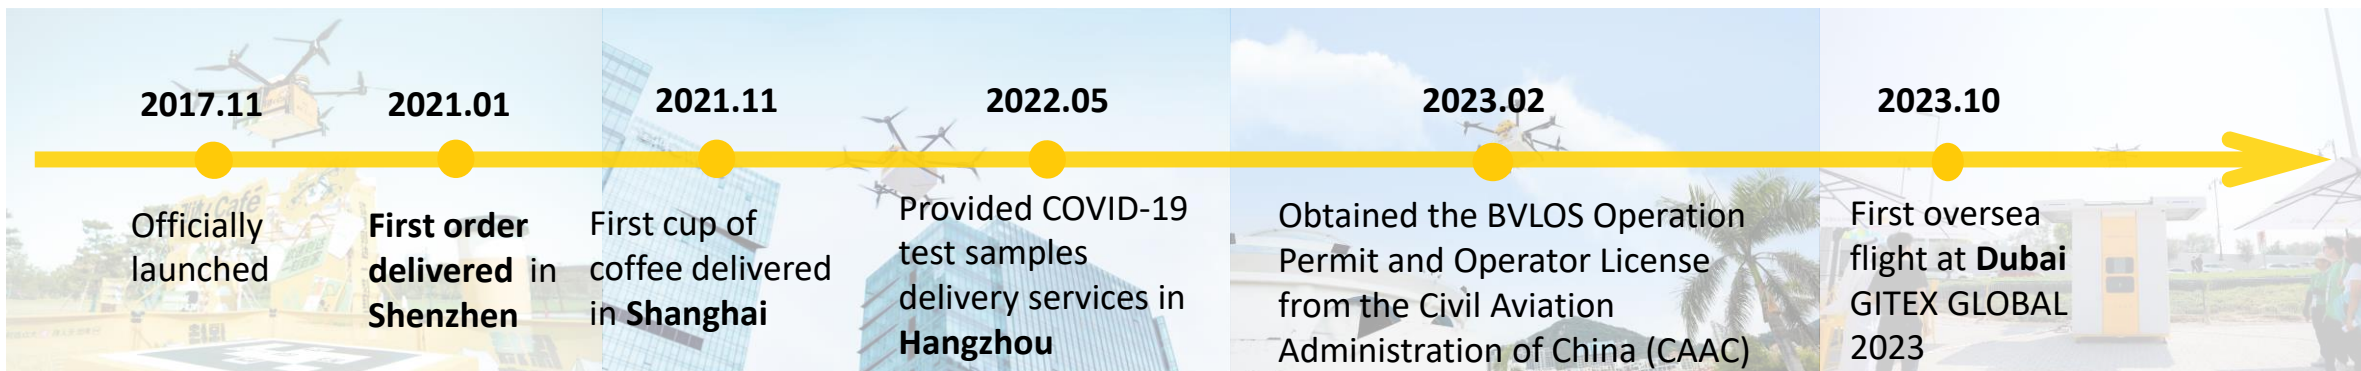 2017.11
Officially
launched
2021.01
First order
delivered in
Shenzhen
2021.11
First cup of
coffee delivered
in Shanghai
2022.05
Provided COVID-19
test samples
delivery services in
Hangzhou
2023.02
Obtained the BVLOS Operation
Permit and Operator License
from the Civil Aviation
Administration of China (CAAC)
2023.10
First oversea
flight at Dubai
GITEX GLOBAL
2023